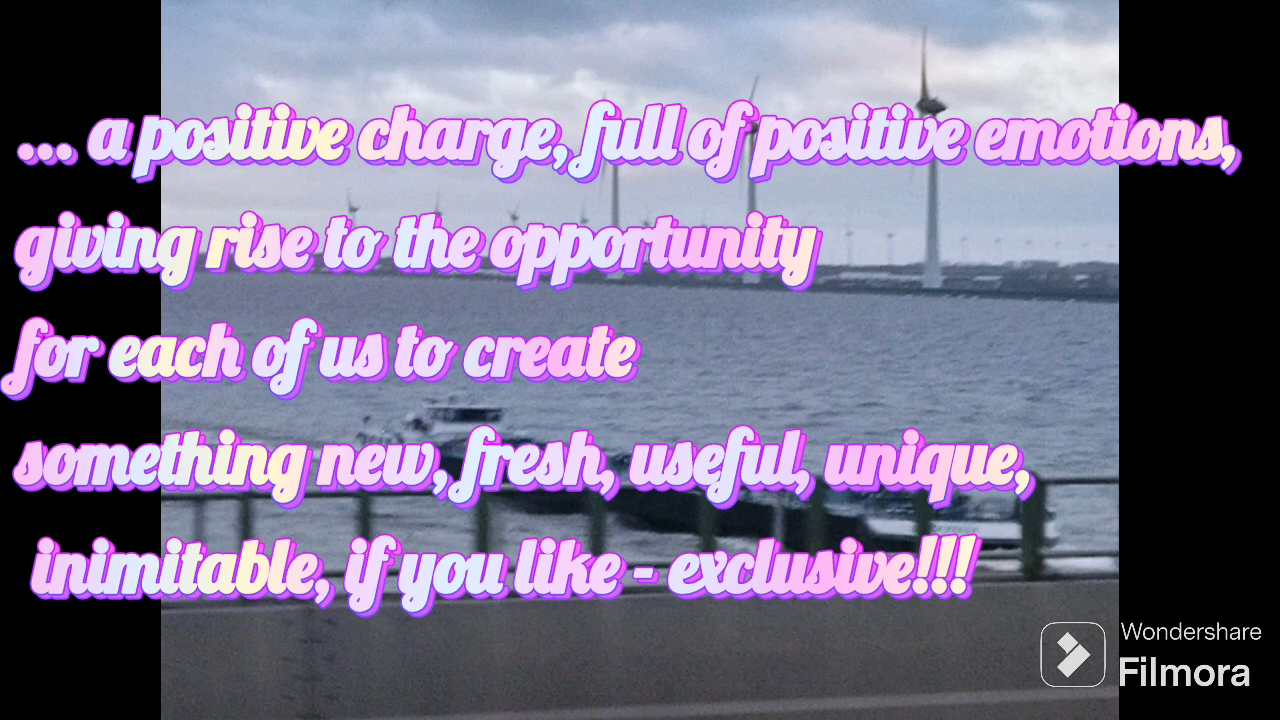 ... a positive charge, full of positive emotions,
giving rise to the opportunity
for each of us to create
something new, fresh, useful, unique,
inimitable, if you like - exclusive!!!
Wondershare
Filmora